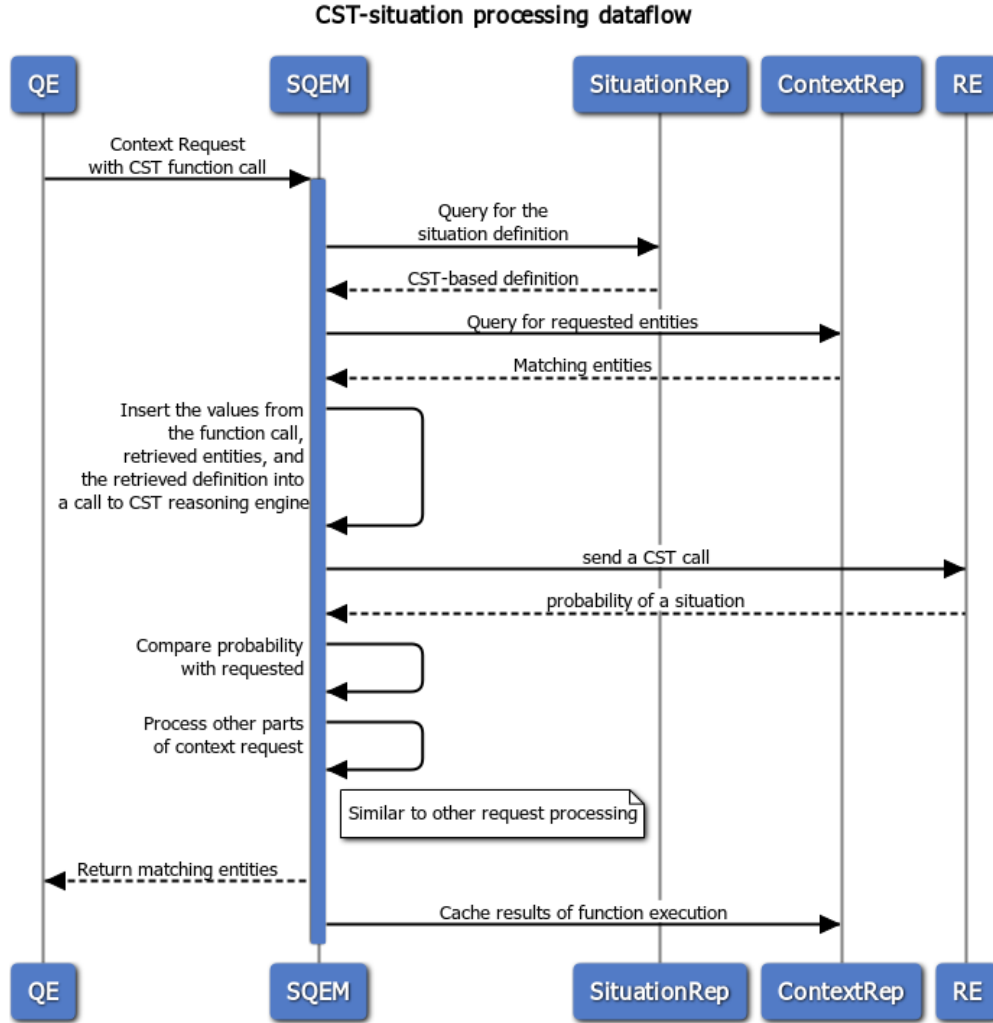 CST-situation processing dataflow
QE
SQEM
SituationRep
ContextRep
RE
Context Request
with CST function call
Query for the
situation definition
CST-based definition
Query for requested entities
Matching entities
Insert the values from
the function call,
retrieved entities, and
the retrieved definition into
a call to CST reasoning engine
send a CST call
probability of a situation
Compare probability
with requested
Process other parts
of context request
Similar to other request processing
Return matching entities
Cache results of function execution
QE
SQEM
SituationRep
ContextRep
RE